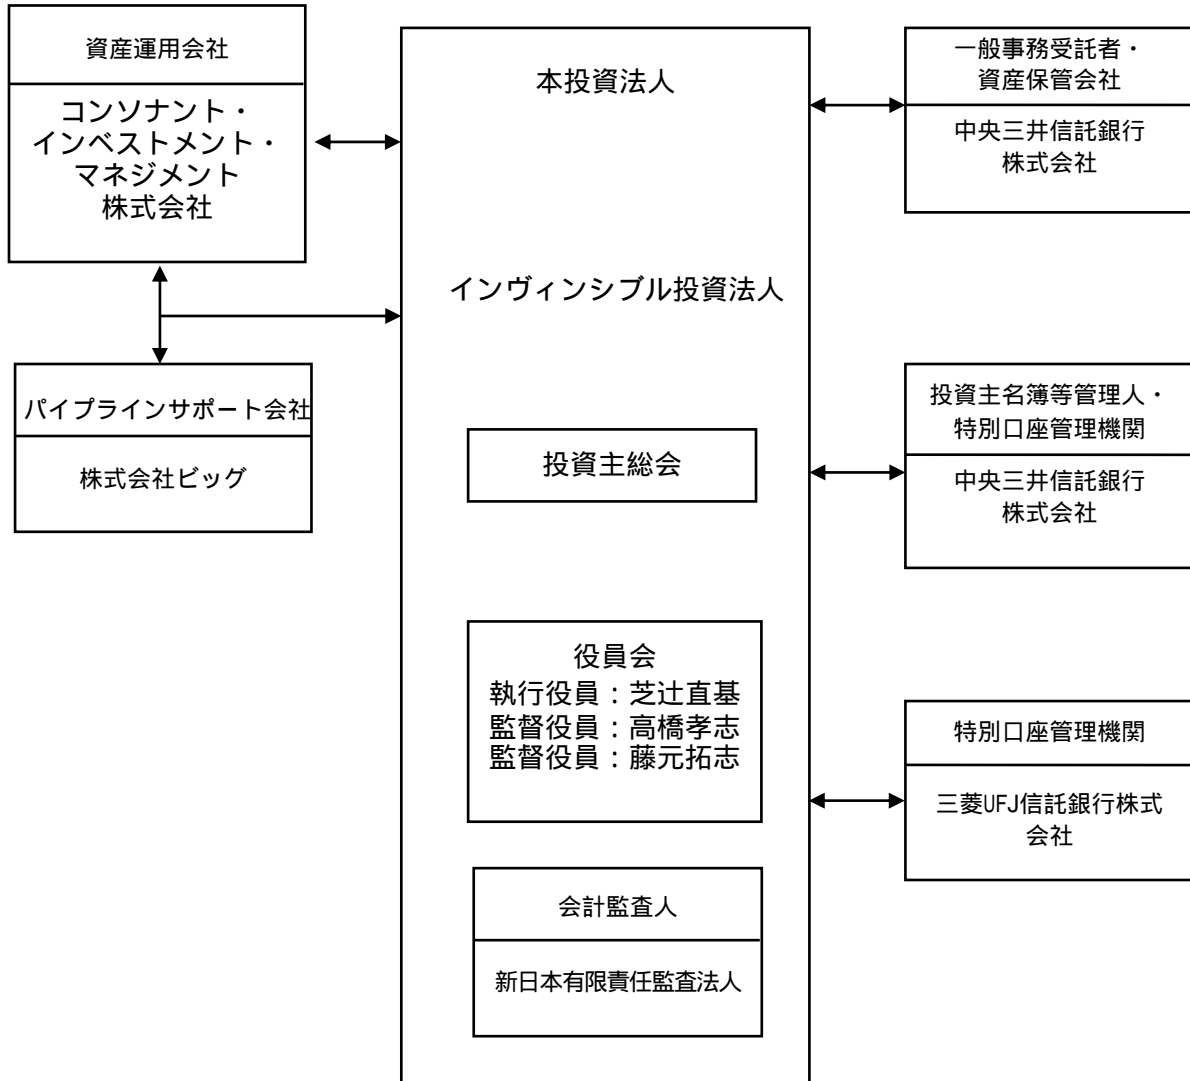 資産運用会社
コンソナント・
インベストメント・
マネジメント
株式会社
パイプラインサポート会社
株式会社ビッグ
本投資法人
インヴィンシブル投資法人
投資主総会
役員会
執行役員：芝辻直基
監督役員：高橋孝志
監督役員：藤元拓志
会計監査人
新日本有限責任監査法人
一般事務受託者・
資産保管会社
中央三井信託銀行
株式会社
投資主名簿等管理人・
特別口座管理機関
中央三井信託銀行
株式会社
特別口座管理機関
三菱UFJ信託銀行株式
会社